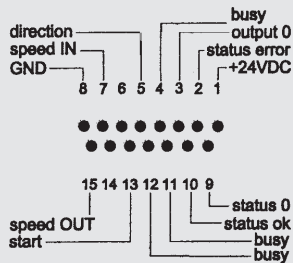 busy
direction output 0
speed IN status error
GND +24VDC
8 7 6 5 4 3 2 1
15 14 13 12 11 10 9
status 0
speed OUT status ok
start busy
busy